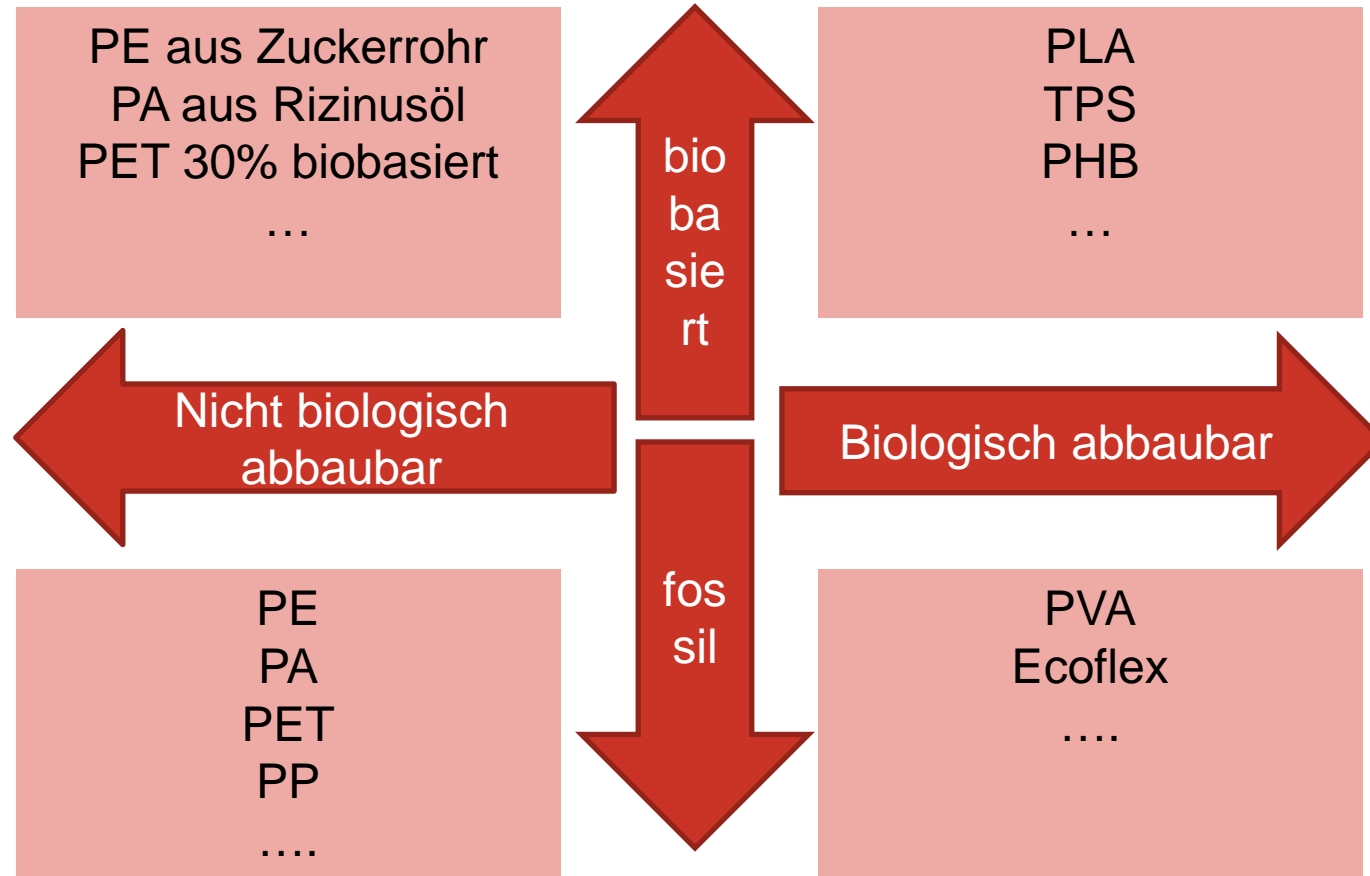 PE aus Zuckerrohr
PA aus Rizinusöl
PET 30% biobasiert
…
bio
ba
sie
rt
PLA
TPS
PHB
…
Nicht biologisch
abbaubar
Biologisch abbaubar
PE
PA
PET
PP
….
fos
sil
PVA
Ecoflex
….